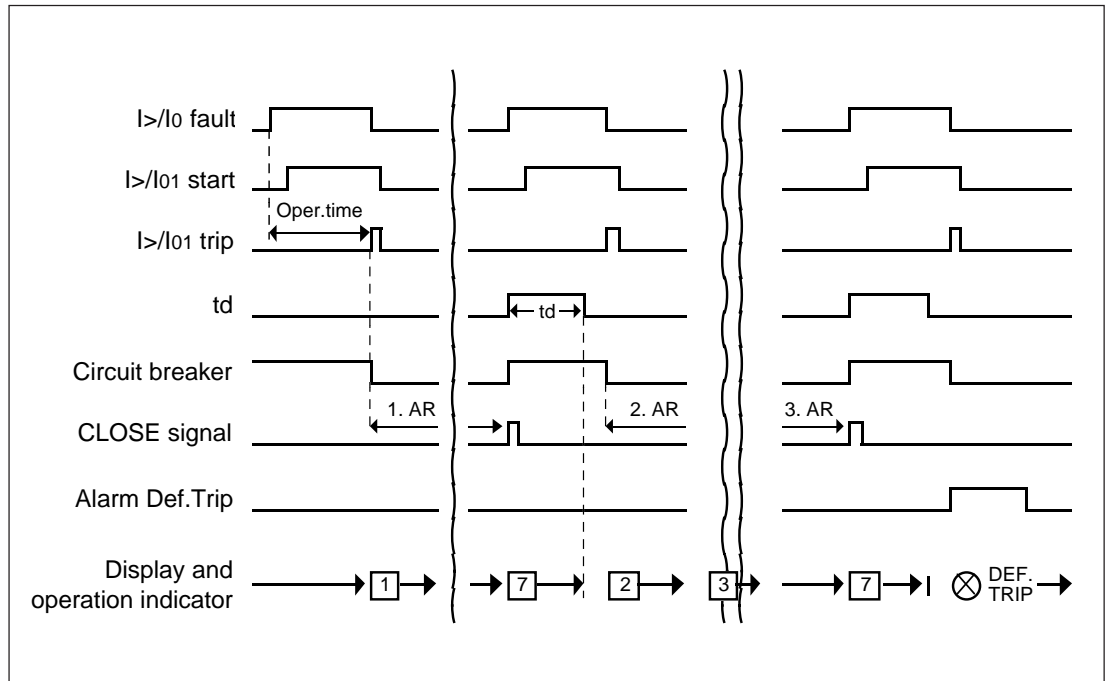 I>/I0 fault
I>/I01 start
Oper.time
I>/I01 trip
td
td
Circuit breaker
1. AR
2. AR
3. AR
CLOSE signal
Alarm Def.Trip
Display and
operation indicator
1
7
2
3
7
I
DEF.
TRIP